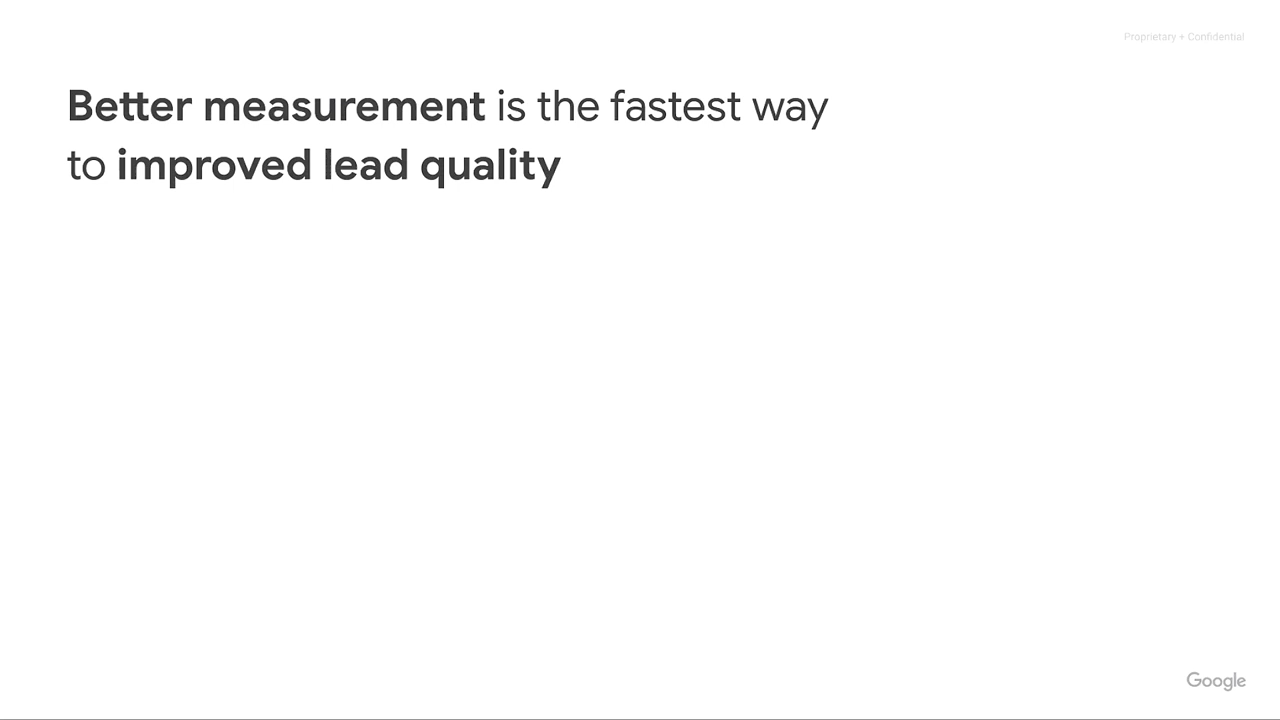 Proprietary + Confidential
Better measurement is the fastest way
to improved lead quality
Google